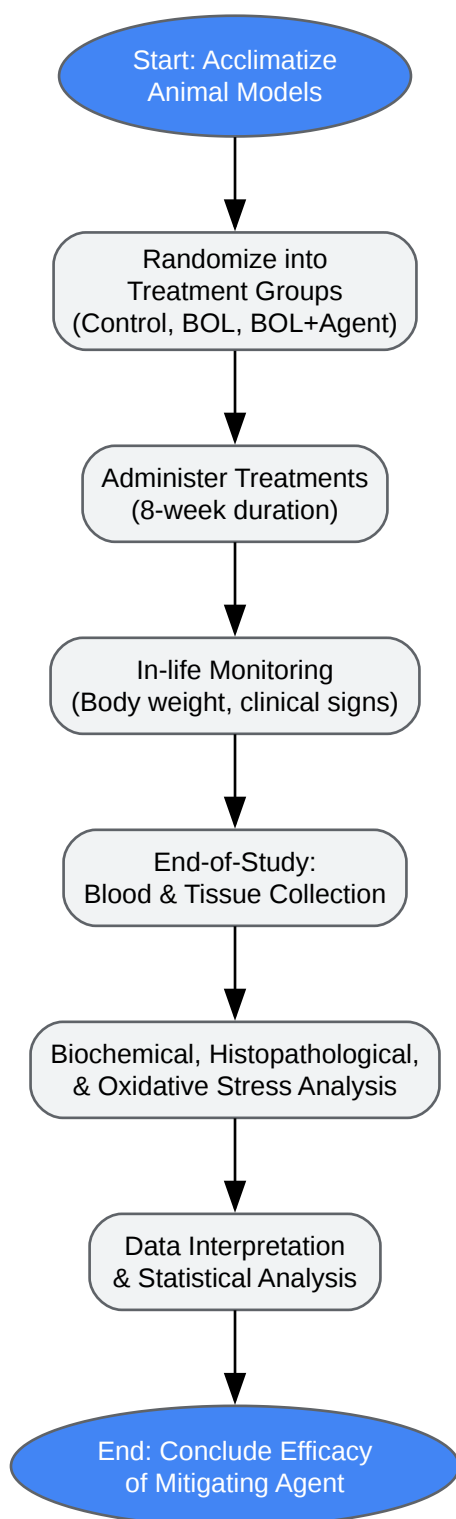 Start: Acclimatize
Animal Models
Randomize into
Treatment Groups
(Control, BOL, BOL+Agent)
Administer Treatments
(8-week duration)
In-life Monitoring
(Body weight, clinical signs)
End-of-Study:
Blood & Tissue Collection
Biochemical, Histopathological,
& Oxidative Stress Analysis
Data Interpretation
& Statistical Analysis
End: Conclude Efficacy
of Mitigating Agent